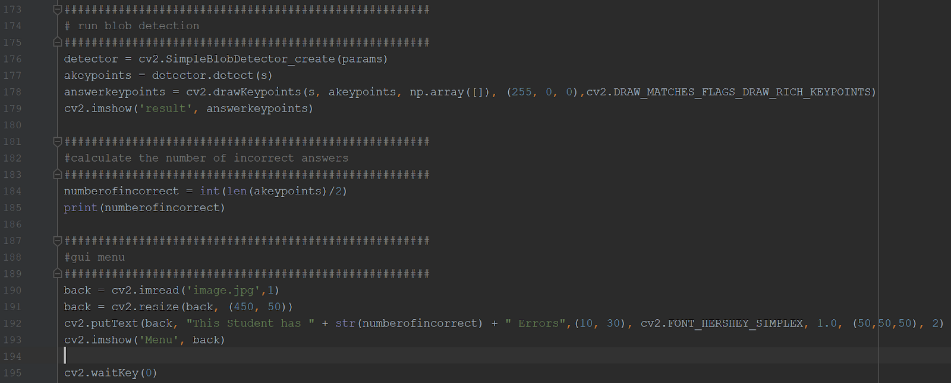 173 ######################################################
174 # run blob detection
175 ######################################################
176 detector = cv2.SimpleBlobDetector_create(params)
177 akeypoints = detector.detect(s)
178 answerkeypoints = cv2.drawKeypoints(s, akeypoints, np.array([]), (255, 0, 0),cv2.DRAW_MATCHES_FLAGS_DRAW_RICH_KEYPOINTS)
179 cv2.imshow('result', answerkeypoints)
180
181 ######################################################
182 #calculate the number of incorrect answers
183 ######################################################
184 numberofincorrect = int(len(akeypoints)/2)
185 print(numberofincorrect)
186
187 ######################################################
188 #gui menu
189 ######################################################
190 back = cv2.imread('image.jpg',1)
191 back = cv2.resize(back, (450, 50))
192 cv2.putText(back, "This Student has " + str(numberofincorrect) + " Errors",(10, 30), cv2.FONT_HERSHEY_SIMPLEX, 1.0, (50,50,50), 2)
193 cv2.imshow('Menu', back)
194
195 cv2.waitKey(0)